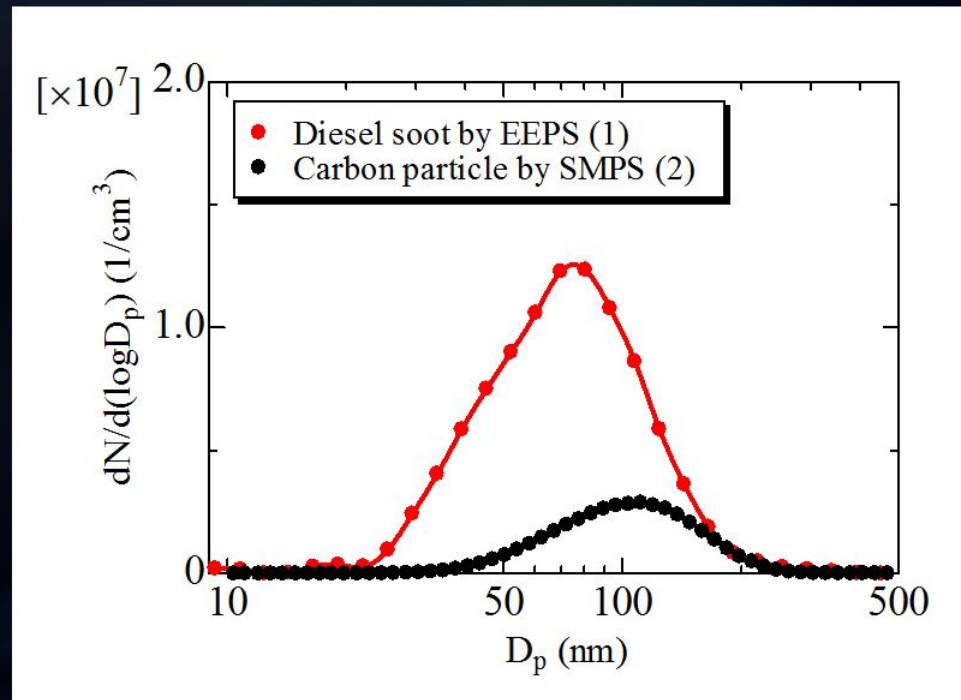 [×10⁷]
2.0
1.0
0
Diesel soot by EEPS (1)
Carbon particle by SMPS (2)
dN/d(logDₚ) (1/cm³)
10 50 100 500
Dₚ (nm)